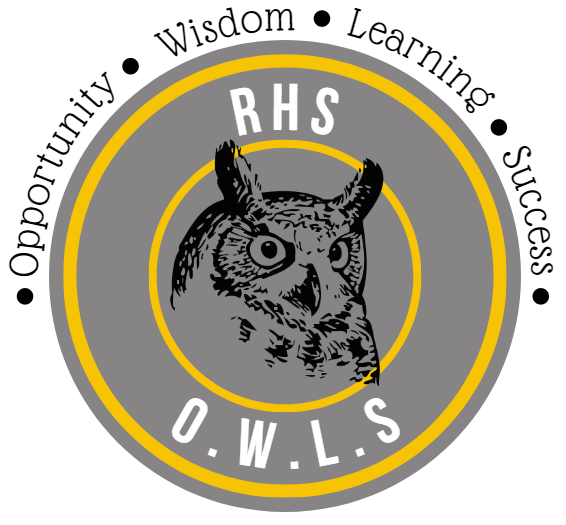 • Opportunity • Wisdom • Learning • Success •
RHS
O.W.L.S